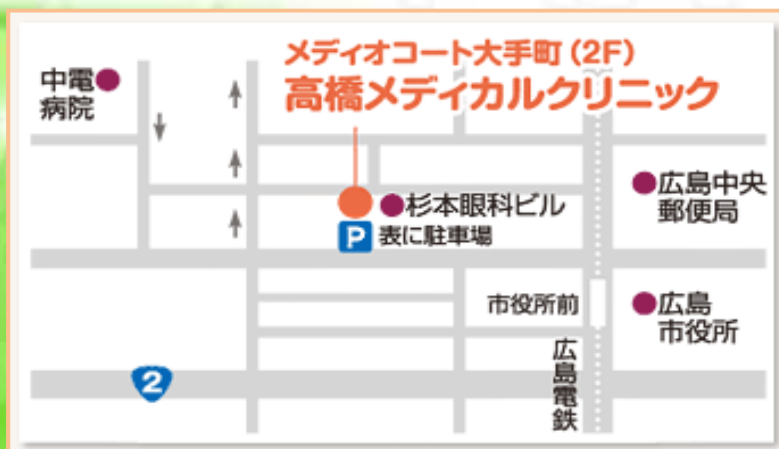 メディオコート大手町(2F)
高橋メディカルクリニック
中電
病院
杉本眼科ビル
P 表に駐車場
広島中央
郵便局
市役所前
広島
市役所
広島電鉄
2